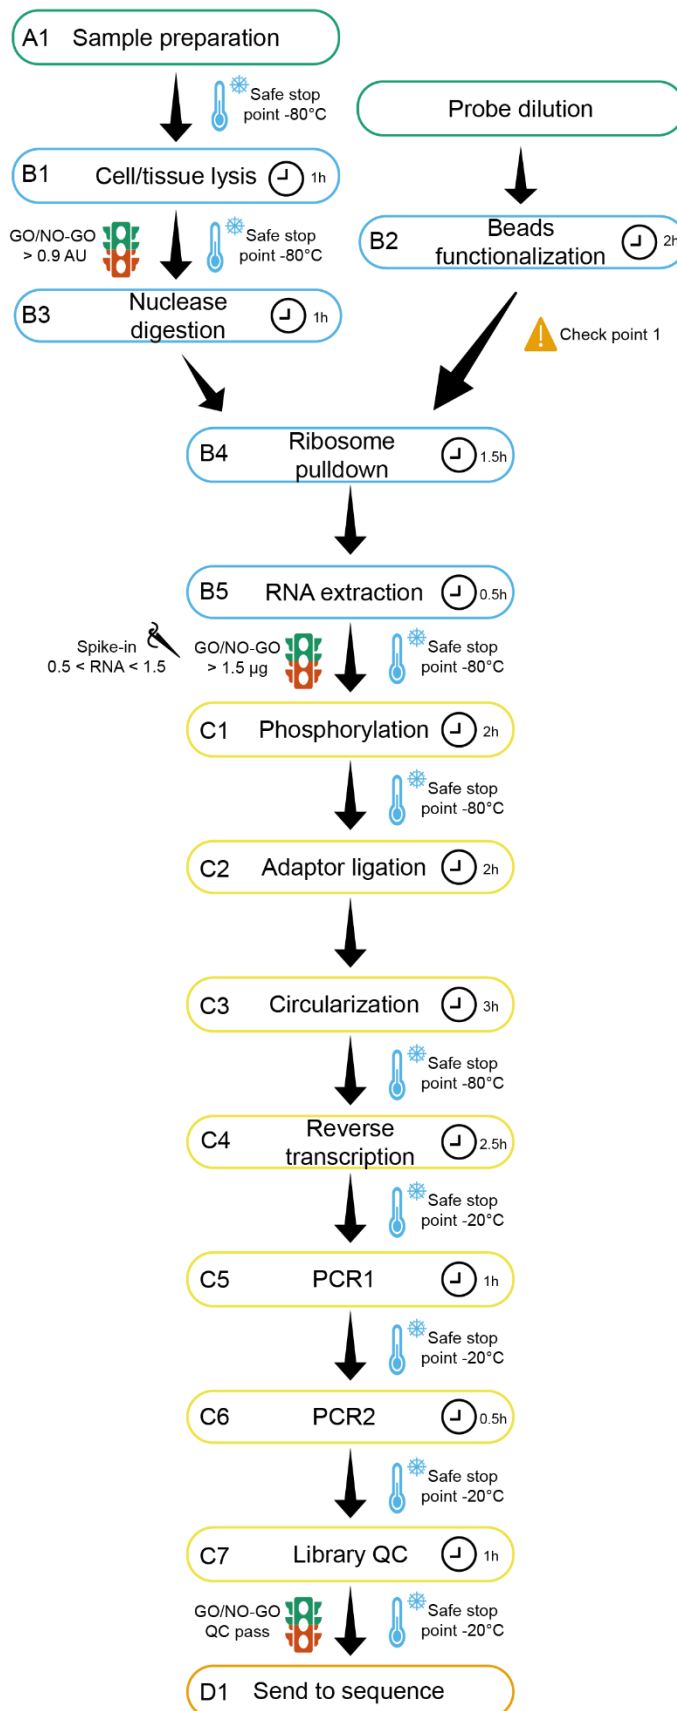 A1 Sample preparation
Safe stop
point -80°C
Probe dilution
B1 Cell/tissue lysis 1h
GO/NO-GO
> 0.9 AU
Safe stop
point -80°C
B2 Beads
functionalization 2h
B3 Nuclease
digestion 1h
Check point 1
B4 Ribosome
pulldown 1.5h
B5 RNA extraction 0.5h
Spike-in
0.5 < RNA < 1.5
GO/NO-GO
> 1.5 µg
Safe stop
point -80°C
C1 Phosphorylation 2h
Safe stop
point -80°C
C2 Adaptor ligation 2h
C3 Circularization 3h
Safe stop
point -80°C
C4 Reverse
transcription 2.5h
Safe stop
point -20°C
C5 PCR1 1h
Safe stop
point -20°C
C6 PCR2 0.5h
Safe stop
point -20°C
C7 Library QC 1h
GO/NO-GO
QC pass
Safe stop
point -20°C
D1 Send to sequence